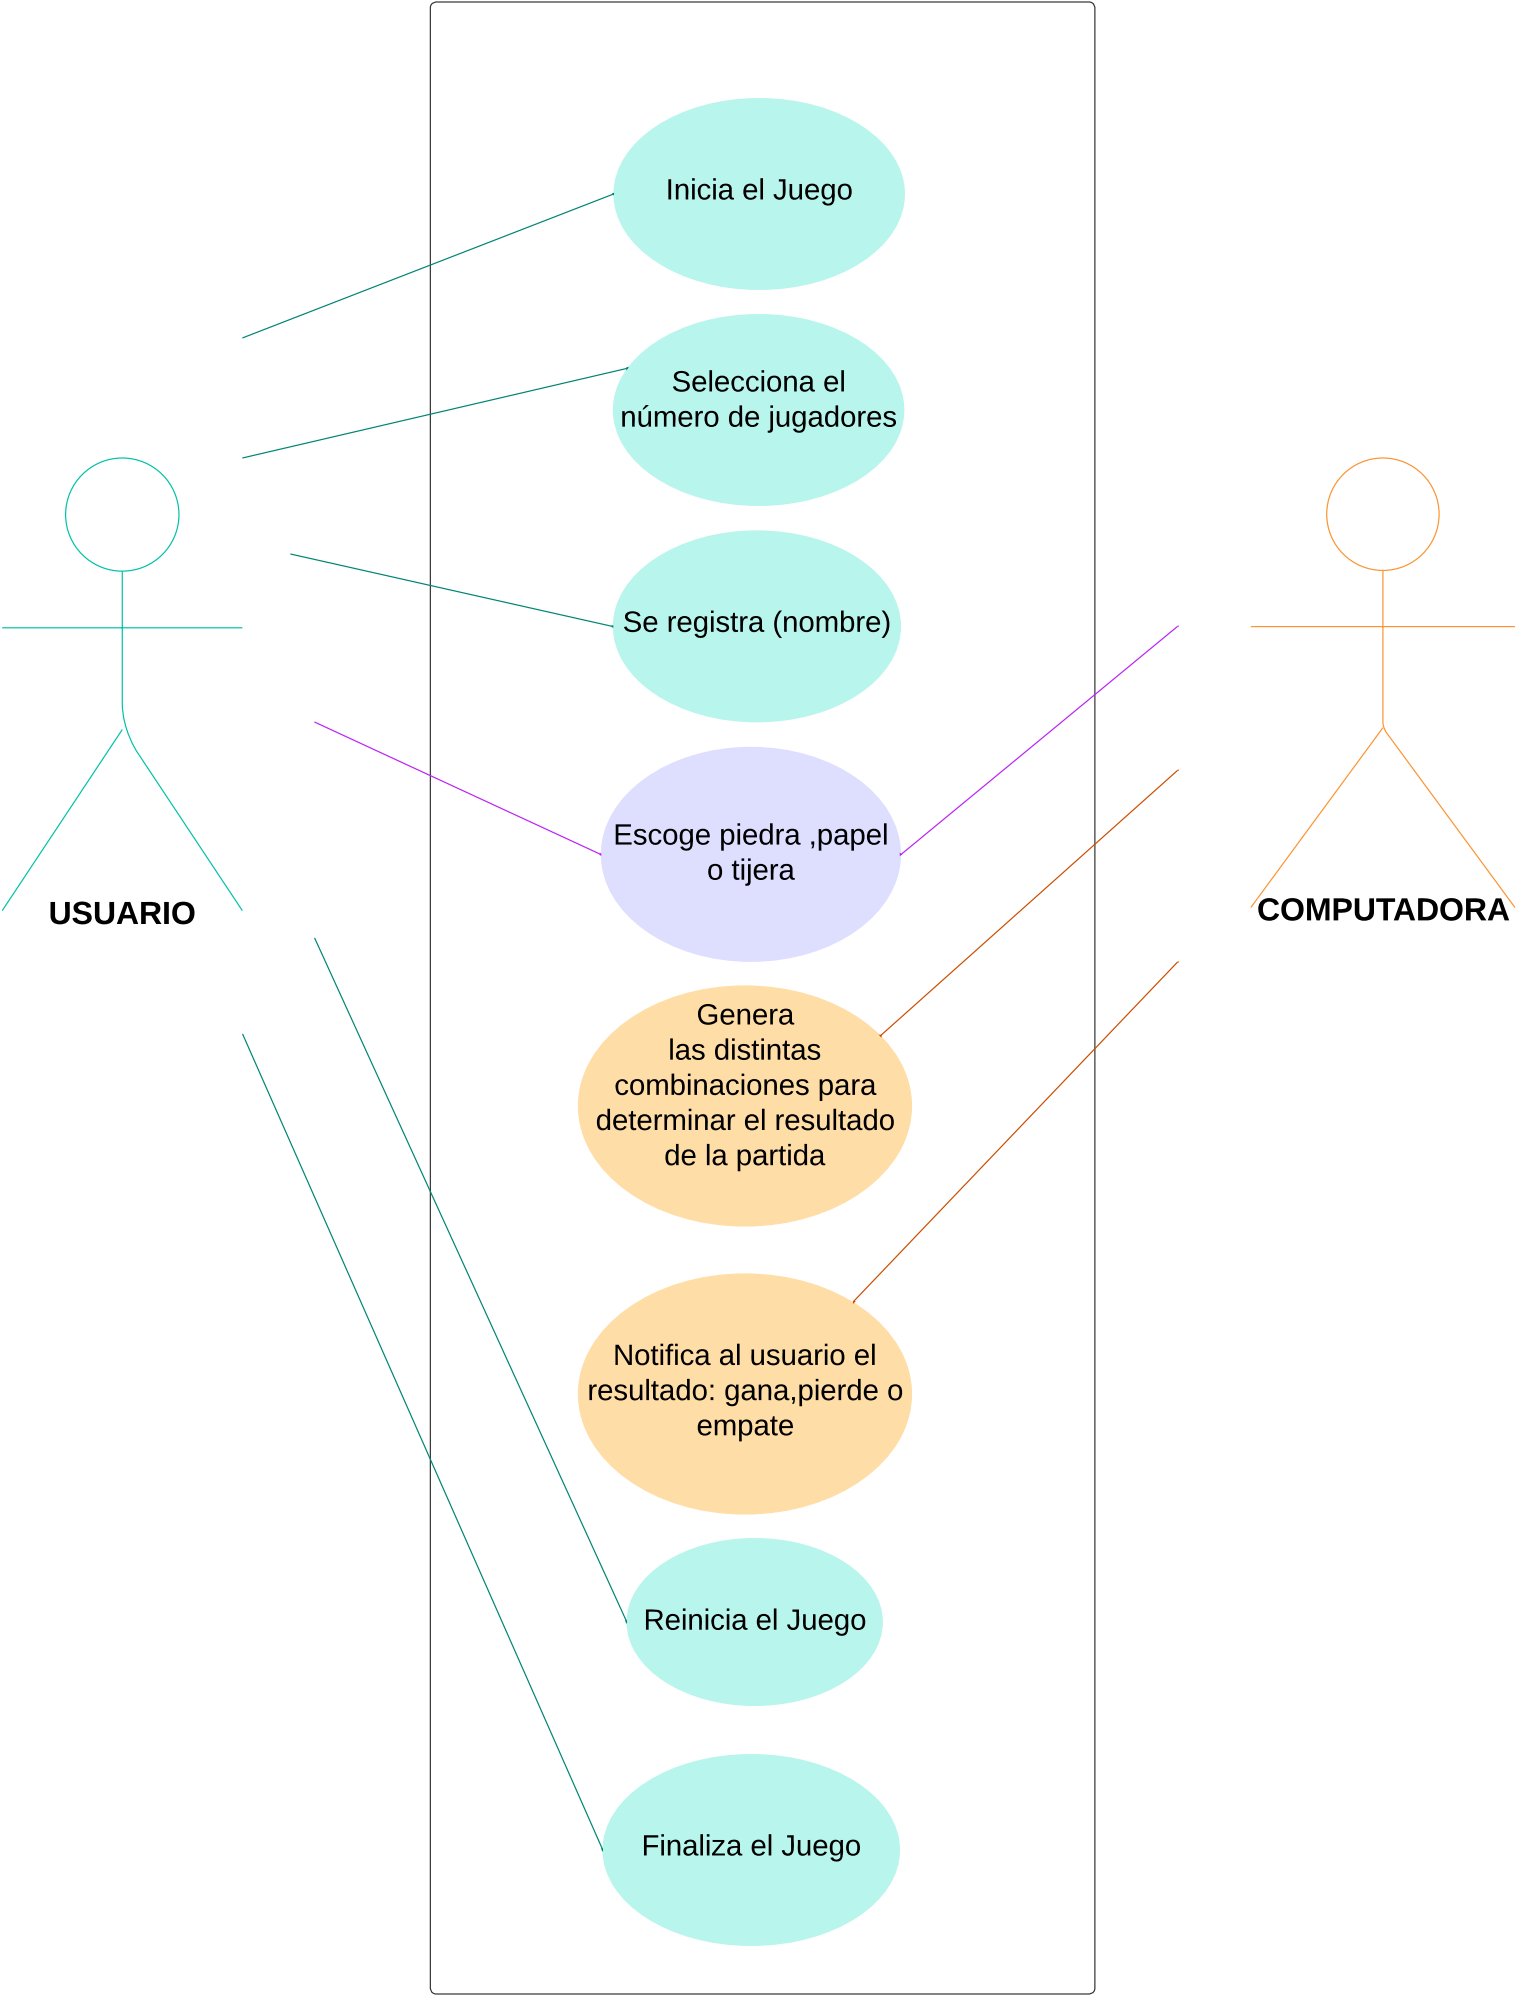 Inicia el Juego
Selecciona el
número de jugadores
Se registra (nombre)
Escoge piedra ,papel
o tijera
USUARIO
COMPUTADORA
Genera
las distintas
combinaciones para
determinar el resultado
de la partida
Notifica al usuario el
resultado: gana,pierde o
empate
Reinicia el Juego
Finaliza el Juego